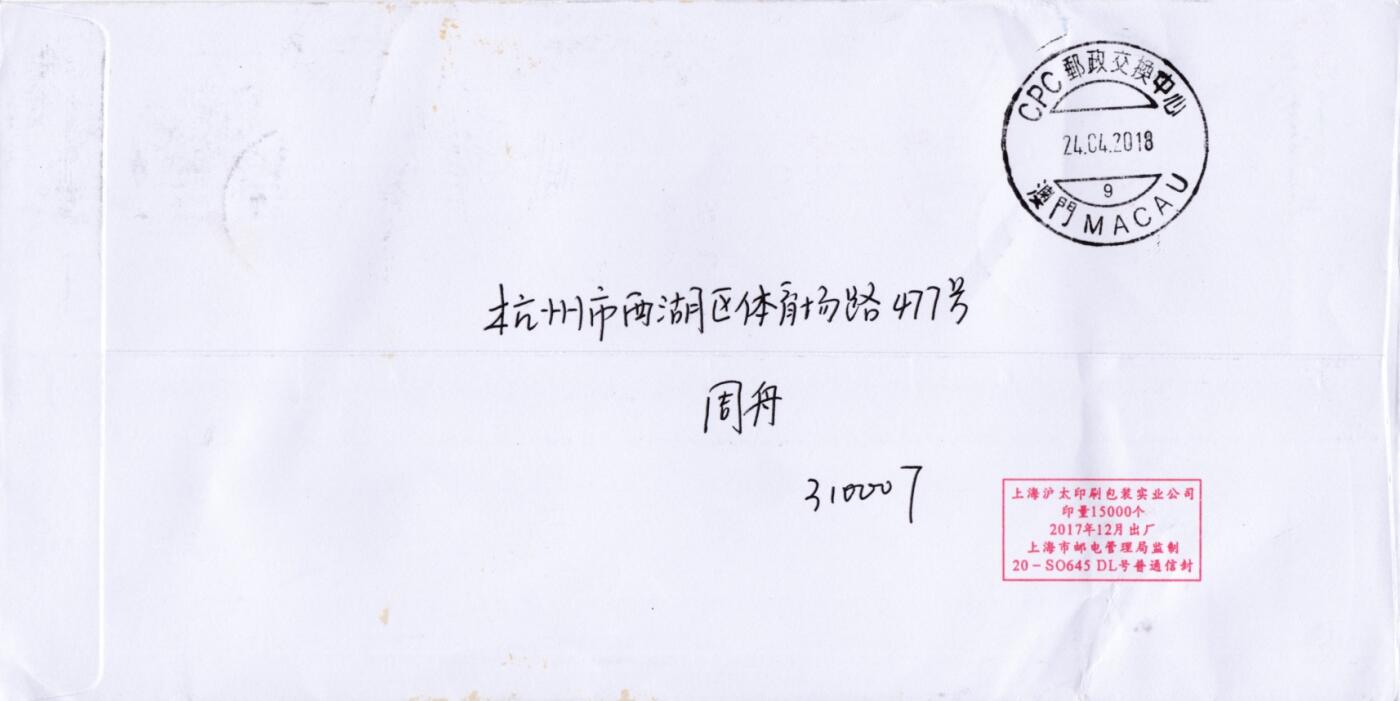 CPC 郵政交換中心
24.04.2018
9
澳門 MACAU
杭州市西湖区体育场路477号
周舟
310007
上海沪太印刷包装实业公司
印量15000个
2017年12月出厂
上海市邮电管理局监制
20-SO645 DL号普通信封